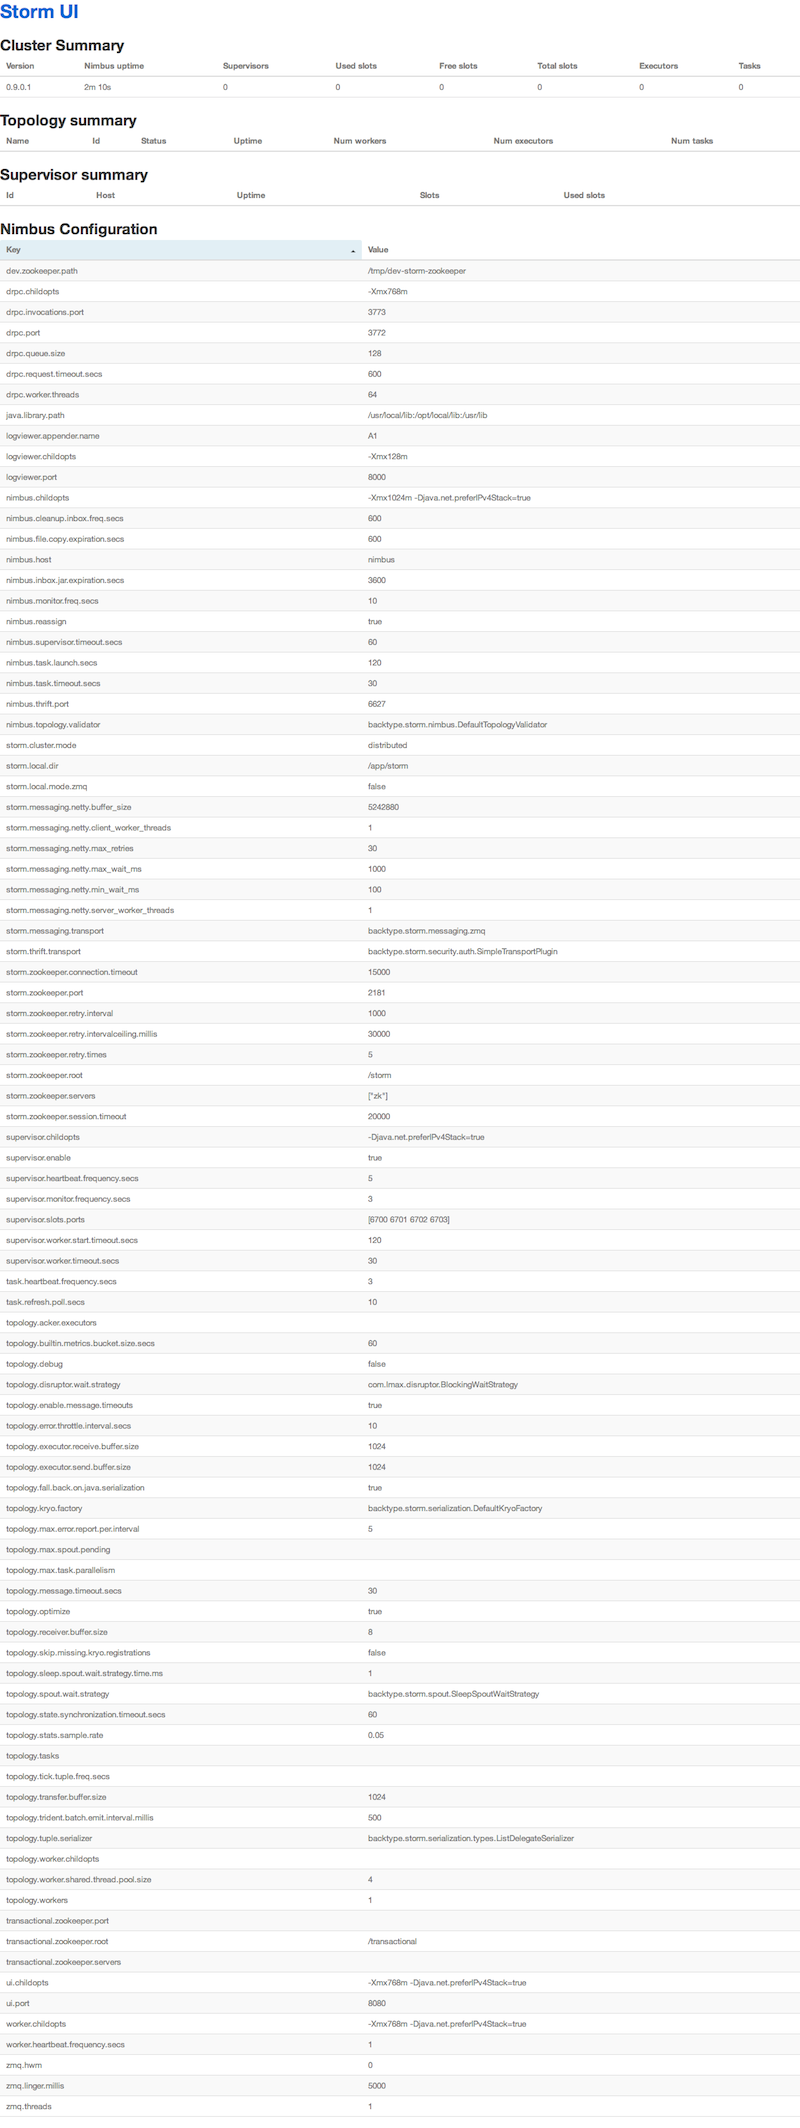 Storm UI
Cluster Summary
Version Nimbus uptime Supervisors Used slots Free slots Total slots Executors Tasks
0.9.0.1 2m 10s 0 0 0 0 0 0
Topology summary
Name Id Status Uptime Num workers Num executors Num tasks
Supervisor summary
Id Host Uptime Slots Used slots
Nimbus Configuration
Key Value
dev.zookeeper.path /tmp/dev-storm-zookeeper
drpc.childopts -Xmx768m
drpc.invocations.port 3773
drpc.port 3772
drpc.queue.size 128
drpc.request.timeout.secs 600
drpc.worker.threads 64
java.library.path /usr/local/lib:/opt/local/lib:/usr/lib
logviewer.appender.name A1
logviewer.childopts -Xmx128m
logviewer.port 8000
nimbus.childopts -Xmx1024m -Djava.net.preferIPv4Stack=true
nimbus.cleanup.inbox.freq.secs 600
nimbus.file.copy.expiration.secs 600
nimbus.host nimbus
nimbus.inbox.jar.expiration.secs 3600
nimbus.monitor.freq.secs 10
nimbus.reassign true
nimbus.supervisor.timeout.secs 60
nimbus.task.launch.secs 120
nimbus.task.timeout.secs 30
nimbus.thrift.port 6627
nimbus.topology.validator backtype.storm.nimbus.DefaultTopologyValidator
storm.cluster.mode distributed
storm.local.dir /app/storm
storm.local.mode.zmq false
storm.messaging.netty.buffer_size 5242880
storm.messaging.netty.client_worker_threads 1
storm.messaging.netty.max_retries 30
storm.messaging.netty.max_wait_ms 1000
storm.messaging.netty.min_wait_ms 100
storm.messaging.netty.server_worker_threads 1
storm.messaging.transport backtype.storm.messaging.zmq
storm.thrift.transport backtype.storm.security.auth.SimpleTransportPlugin
storm.zookeeper.connection.timeout 15000
storm.zookeeper.port 2181
storm.zookeeper.retry.interval 1000
storm.zookeeper.retry.intervalceiling.millis 30000
storm.zookeeper.retry.times 5
storm.zookeeper.root /storm
storm.zookeeper.servers ["zk"]
storm.zookeeper.session.timeout 20000
supervisor.childopts -Djava.net.preferIPv4Stack=true
supervisor.enable true
supervisor.heartbeat.frequency.secs 5
supervisor.monitor.frequency.secs 3
supervisor.slots.ports [6700 6701 6702 6703]
supervisor.worker.start.timeout.secs 120
supervisor.worker.timeout.secs 30
task.heartbeat.frequency.secs 3
task.refresh.poll.secs 10
topology.acker.executors
topology.builtin.metrics.bucket.size.secs 60
topology.debug false
topology.disruptor.wait.strategy com.lmax.disruptor.BlockingWaitStrategy
topology.enable.message.timeouts true
topology.error.throttle.interval.secs 10
topology.executor.receive.buffer.size 1024
topology.executor.send.buffer.size 1024
topology.fall.back.on.java.serialization true
topology.kryo.factory backtype.storm.serialization.DefaultKryoFactory
topology.max.error.report.per.interval 5
topology.max.spout.pending
topology.max.task.parallelism
topology.message.timeout.secs 30
topology.optimize true
topology.receiver.buffer.size 8
topology.skip.missing.kryo.registrations false
topology.sleep.spout.wait.strategy.time.ms 1
topology.spout.wait.strategy backtype.storm.spout.SleepSpoutWaitStrategy
topology.state.synchronization.timeout.secs 60
topology.stats.sample.rate 0.05
topology.tasks
topology.tick.tuple.freq.secs
topology.transfer.buffer.size 1024
topology.trident.batch.emit.interval.millis 500
topology.tuple.serializer backtype.storm.serialization.types.ListDelegateSerializer
topology.worker.childopts
topology.worker.shared.thread.pool.size 4
topology.workers 1
transactional.zookeeper.port
transactional.zookeeper.root /transactional
transactional.zookeeper.servers
ui.childopts -Xmx768m -Djava.net.preferIPv4Stack=true
ui.port 8080
worker.childopts -Xmx768m -Djava.net.preferIPv4Stack=true
worker.heartbeat.frequency.secs 1
zmq.hwm 0
zmq.linger.millis 5000
zmq.threads 1